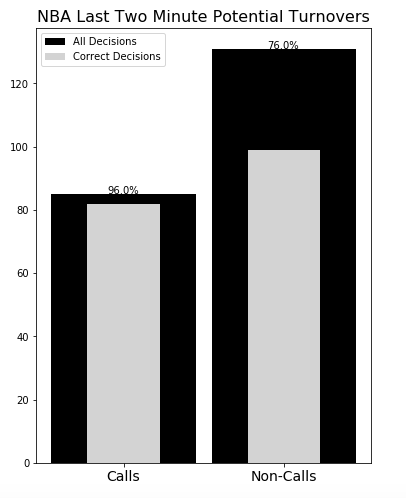 NBA Last Two Minute Potential Turnovers
All Decisions
Correct Decisions
96.0%
76.0%
120
100
80
60
40
20
0
Calls
Non-Calls